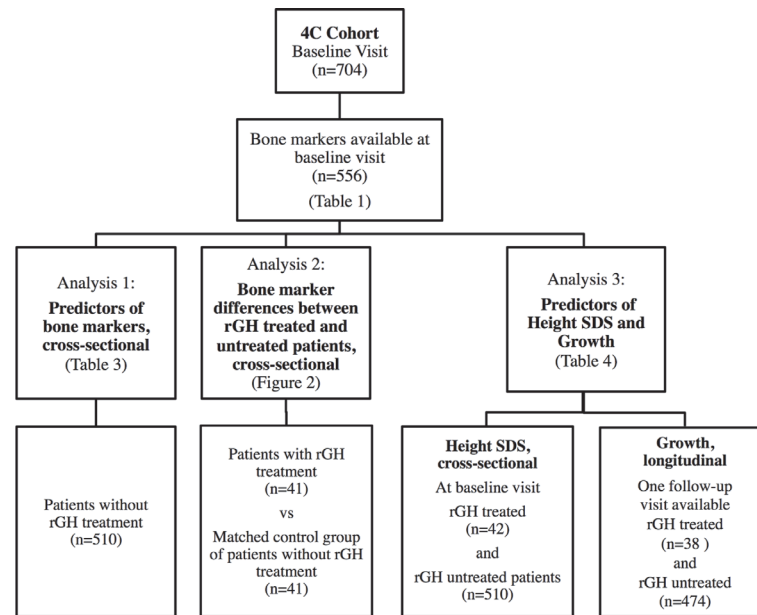 4C Cohort
Baseline Visit
(n=704)
Bone markers available at
baseline visit
(n=556)
(Table 1)
Analysis 1:
Predictors of
bone markers,
cross-sectional
(Table 3)
Analysis 2:
Bone marker
differences between
rGH treated and
untreated patients,
cross-sectional
(Figure 2)
Analysis 3:
Predictors of
Height SDS and
Growth
(Table 4)
Patients without
rGH treatment
(n=510)
Patients with rGH
treatment
(n=41)
vs
Matched control group
of patients without rGH
treatment
(n=41)
Height SDS,
cross-sectional
At baseline visit
rGH treated
(n=42)
and
rGH untreated patients
(n=510)
Growth,
longitudinal
One follow-up
visit available
rGH treated
(n=38 )
and
rGH untreated
(n=474)